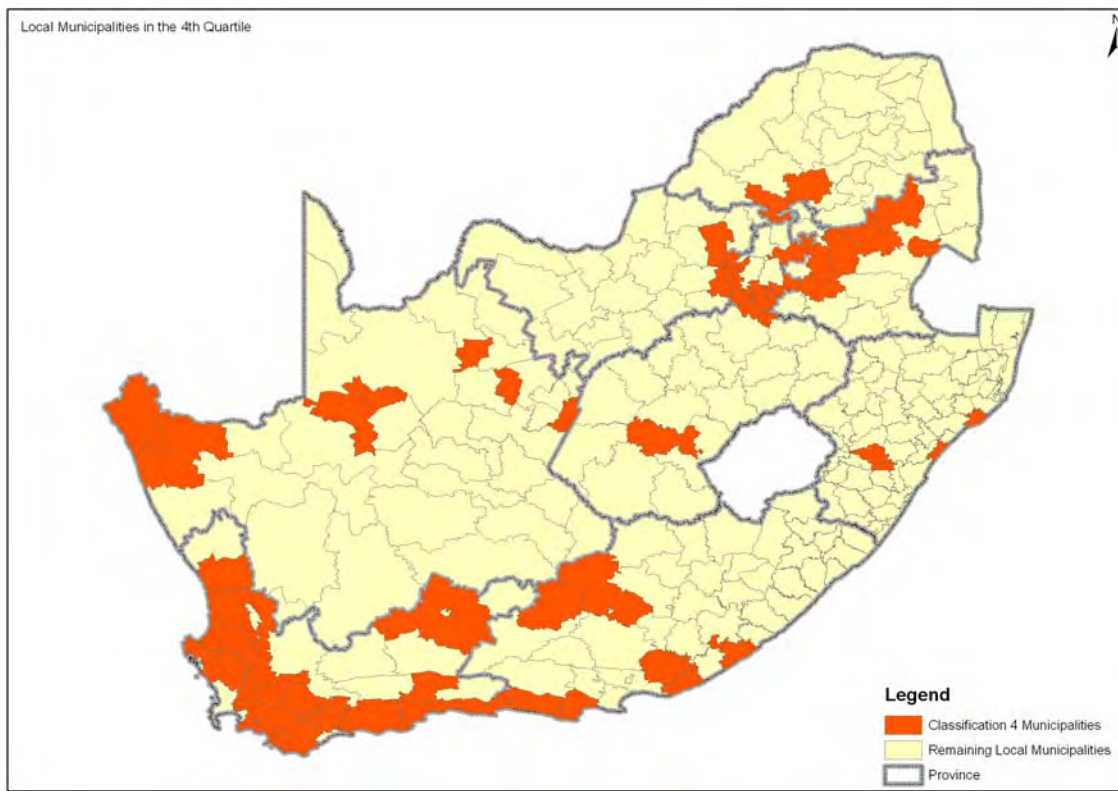 Local Municipalities in the 4th Quartile
N
Legend
Classification 4 Municipalities
Remaining Local Municipalities
Province